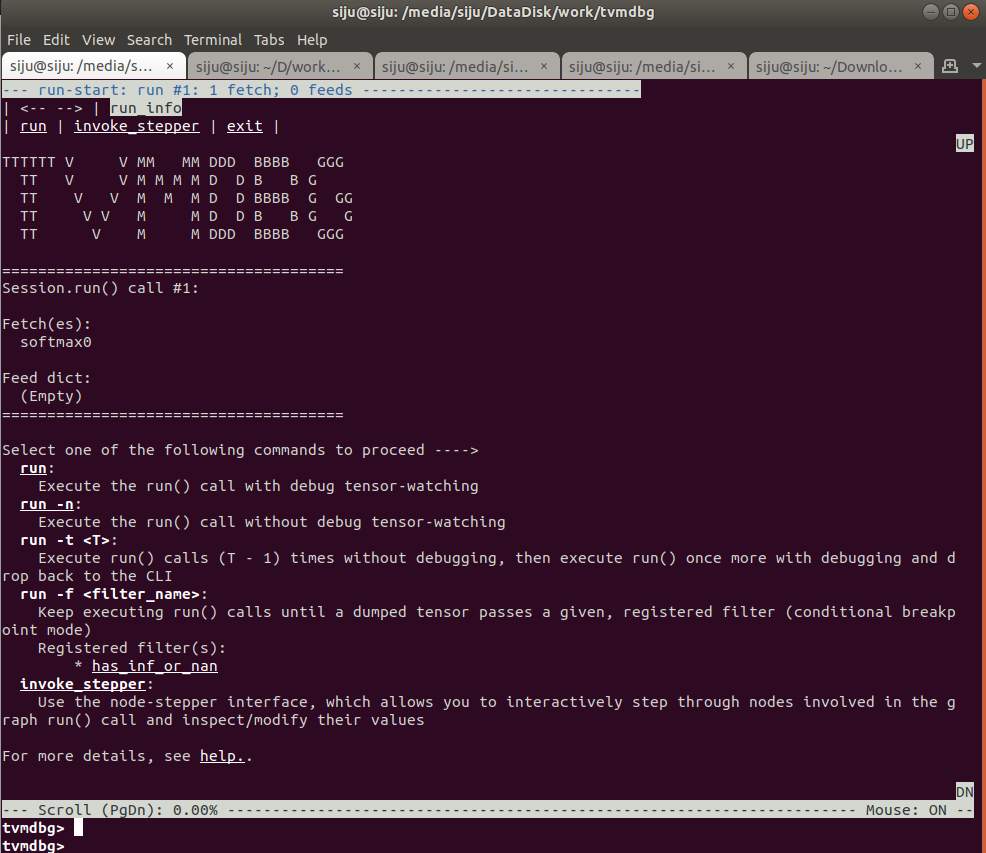 siju@siju: /media/siju/DataDisk/work/tvmdbg
File Edit View Search Terminal Tabs Help
siju@siju: /media/s... × siju@siju: ~/D/work... × siju@siju: /media/si... × siju@siju: /media/si... × siju@siju: ~/Downlo... ×
--- run-start: run #1: 1 fetch; 0 feeds -------------------------------
| <-- --> | run_info
| run | invoke_stepper | exit |
UP
TTTTTT V     V MM   MM DDD  BBBB   GGG
  TT   V     V M M M M D  D B   B G
  TT    V   V  M  M  M D  D BBBB  G  GG
  TT     V V   M     M D  D B   B G   G
  TT      V    M     M DDD  BBBB   GGG
======================================
Session.run() call #1:
Fetch(es):
  softmax0
Feed dict:
  (Empty)
======================================
Select one of the following commands to proceed ---->
  run:
    Execute the run() call with debug tensor-watching
  run -n:
    Execute the run() call without debug tensor-watching
  run -t <T>:
    Execute run() calls (T - 1) times without debugging, then execute run() once more with debugging and d
rop back to the CLI
  run -f <filter_name>:
    Keep executing run() calls until a dumped tensor passes a given, registered filter (conditional breakp
oint mode)
    Registered filter(s):
        * has_inf_or_nan
  invoke_stepper:
    Use the node-stepper interface, which allows you to interactively step through nodes involved in the g
raph run() call and inspect/modify their values
For more details, see help..
DN
--- Scroll (PgDn): 0.00% ---------------------------------------------------------------------- Mouse: ON --
tvmdbg>
tvmdbg>